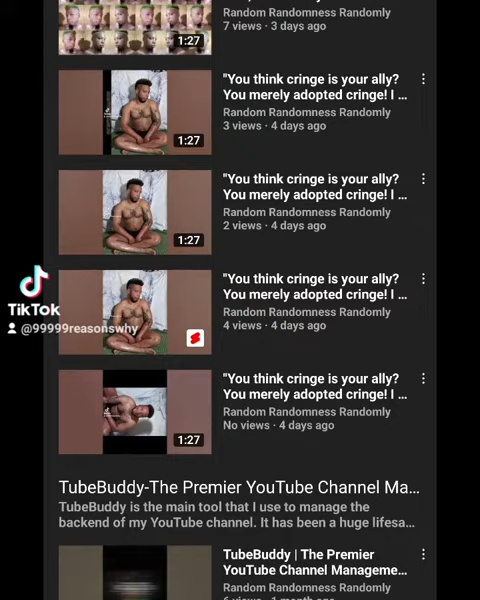 Random Randomness Randomly
7 views · 3 days ago
1:27
"You think cringe is your ally?
You merely adopted cringe! I ...
Random Randomness Randomly
3 views · 4 days ago
1:27
"You think cringe is your ally?
You merely adopted cringe! I ...
Random Randomness Randomly
2 views · 4 days ago
1:27
"You think cringe is your ally?
You merely adopted cringe! I ...
Random Randomness Randomly
4 views · 4 days ago
TikTok
@99999reasonswhy
"You think cringe is your ally?
You merely adopted cringe! I ...
Random Randomness Randomly
No views · 4 days ago
1:27
TubeBuddy-The Premier YouTube Channel Ma...
TubeBuddy is the main tool that I use to manage the
backend of my YouTube channel. It has been a huge lifesa...
TubeBuddy | The Premier
YouTube Channel Manageme...
Random Randomness Randomly